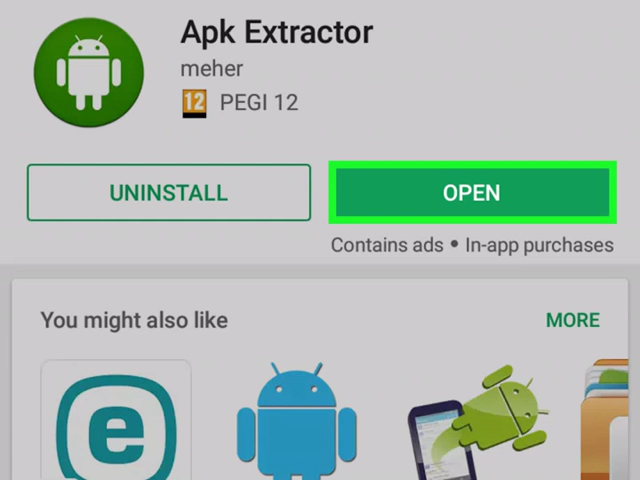 Apk Extractor
meher
12 PEGI 12
UNINSTALL OPEN
Contains ads • In-app purchases
You might also like MORE
e